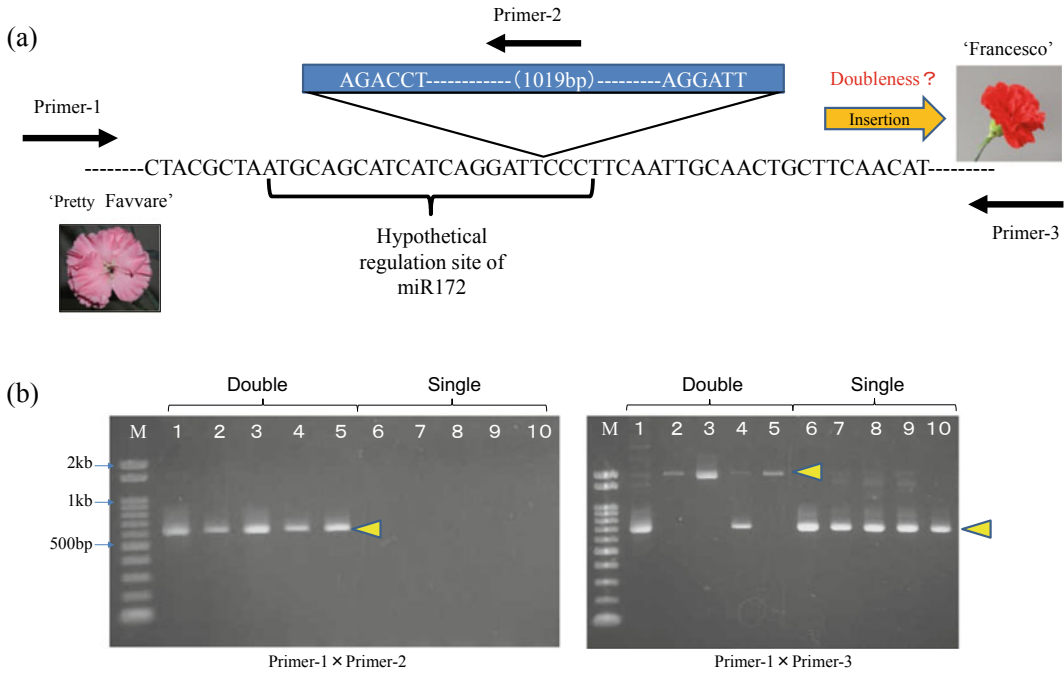 (a)
Primer-2
'Francesco'
AGACCT------------(1019bp)---------AGGATT
Doubleness ?
Primer-1
Insertion
--------CTACGCTAATGCAGCATCATCAGGATTCCCTTCAATTGCAACTGCTTCAACAT---------
'Pretty Favvare'
Hypothetical
regulation site of
miR172
Primer-3
(b)
Double Single Double Single
M 1 2 3 4 5 6 7 8 9 10 M 1 2 3 4 5 6 7 8 9 10
2kb
1kb
500bp
Primer-1 × Primer-2 Primer-1 × Primer-3